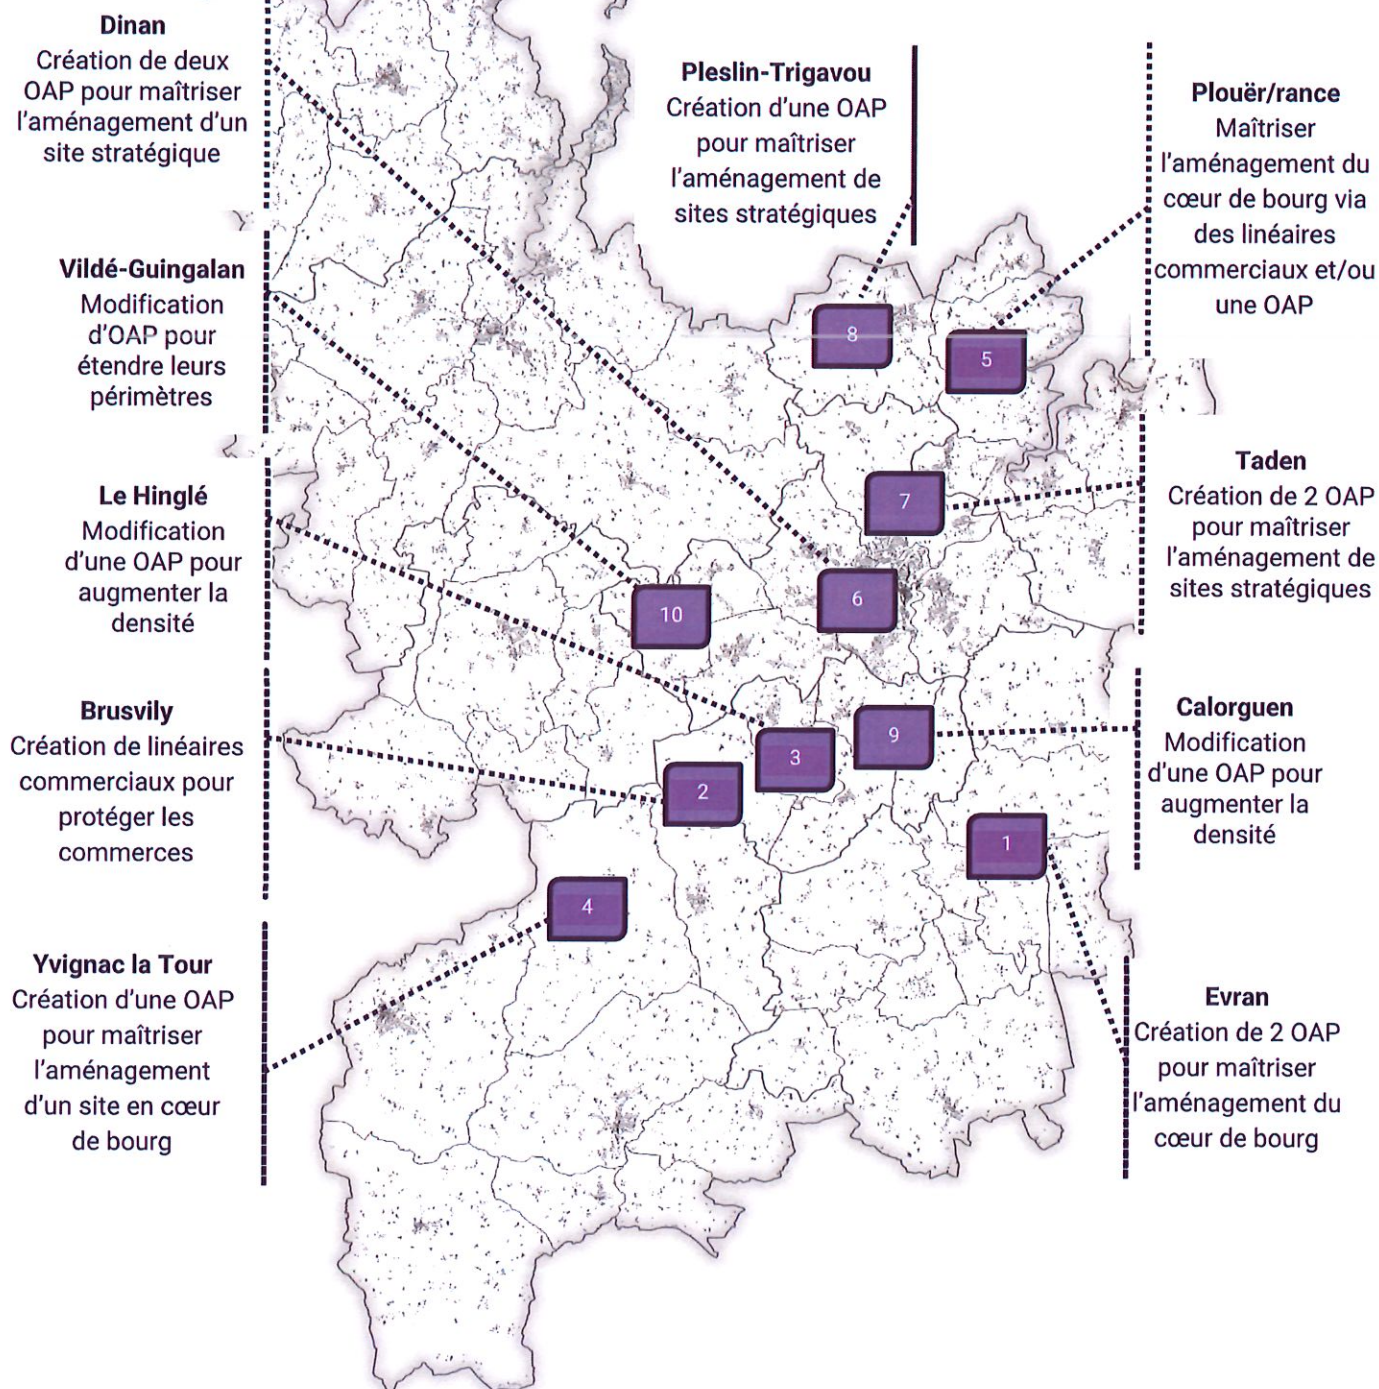 Dinan
Création de deux
OAP pour maîtriser
l'aménagement d'un
site stratégique
Pleslin-Trigavou
Création d'une OAP
pour maîtriser
l'aménagement de
sites stratégiques
Plouër/rance
Maîtriser
l'aménagement du
cœur de bourg via
des linéaires
commerciaux et/ou
une OAP
Vildé-Guingalan
Modification
d'OAP pour
étendre leurs
périmètres
8
5
Le Hinglé
Modification
d'une OAP pour
augmenter la
densité
7
Taden
Création de 2 OAP
pour maîtriser
l'aménagement de
sites stratégiques
10
6
Brusvily
Création de linéaires
commerciaux pour
protéger les
commerces
2
3
9
Calorguen
Modification
d'une OAP pour
augmenter la
densité
1
4
Yvignac la Tour
Création d'une OAP
pour maîtriser
l'aménagement
d'un site en cœur
de bourg
Evran
Création de 2 OAP
pour maîtriser
l'aménagement du
cœur de bourg